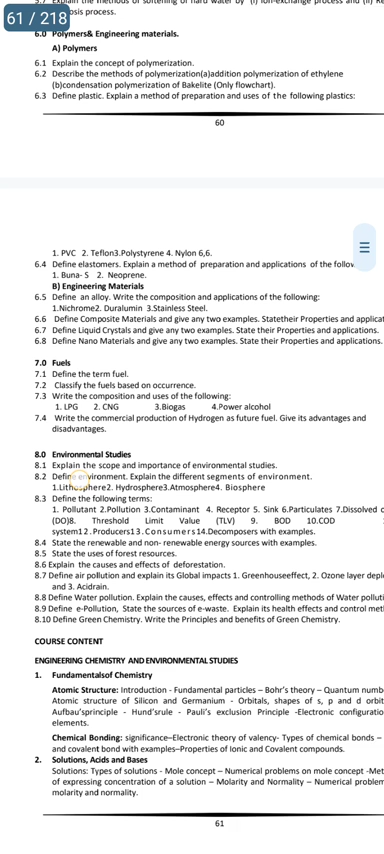 5.7 Explain the methods of softening of hard water by (i) ion-exchange process and (ii) Re
osis process.
61 / 218
6.0 Polymers& Engineering materials.
A) Polymers
6.1 Explain the concept of polymerization.
6.2 Describe the methods of polymerization(a)addition polymerization of ethylene
(b)condensation polymerization of Bakelite (Only flowchart).
6.3 Define plastic. Explain a method of preparation and uses of the following plastics:
60
1. PVC 2. Teflon3.Polystyrene 4. Nylon 6,6.
6.4 Define elastomers. Explain a method of preparation and applications of the follow
1. Buna- S 2. Neoprene.
B) Engineering Materials
6.5 Define an alloy. Write the composition and applications of the following:
1.Nichrome2. Duralumin 3.Stainless Steel.
6.6 Define Composite Materials and give any two examples. Statetheir Properties and applicat
6.7 Define Liquid Crystals and give any two examples. State their Properties and applications.
6.8 Define Nano Materials and give any two examples. State their Properties and applications.
7.0 Fuels
7.1 Define the term fuel.
7.2 Classify the fuels based on occurrence.
7.3 Write the composition and uses of the following:
1. LPG 2. CNG 3.Biogas 4.Power alcohol
7.4 Write the commercial production of Hydrogen as future fuel. Give its advantages and
disadvantages.
8.0 Environmental Studies
8.1 Explain the scope and importance of environmental studies.
8.2 Define environment. Explain the different segments of environment.
1.Lithosphere2. Hydrosphere3.Atmosphere4. Biosphere
8.3 Define the following terms:
1. Pollutant 2.Pollution 3.Contaminant 4. Receptor 5. Sink 6.Particulates 7.Dissolved o
(DO)8. Threshold Limit Value (TLV) 9. BOD 10.COD
system12.Producers13.Consumers14.Decomposers with examples.
8.4 State the renewable and non- renewable energy sources with examples.
8.5 State the uses of forest resources.
8.6 Explain the causes and effects of deforestation.
8.7 Define air pollution and explain its Global impacts 1. Greenhouseeffect, 2. Ozone layer depl
and 3. Acidrain.
8.8 Define Water pollution. Explain the causes, effects and controlling methods of Water polluti
8.9 Define e-Pollution, State the sources of e-waste. Explain its health effects and control met
8.10 Define Green Chemistry. Write the Principles and benefits of Green Chemistry.
COURSE CONTENT
ENGINEERING CHEMISTRY AND ENVIRONMENTAL STUDIES
1. Fundamentalsof Chemistry
Atomic Structure: Introduction - Fundamental particles – Bohr's theory – Quantum numb
Atomic structure of Silicon and Germanium - Orbitals, shapes of s, p and d orbit
Aufbau'sprinciple - Hund'srule - Pauli's exclusion Principle -Electronic configuratio
elements.
Chemical Bonding: significance–Electronic theory of valency- Types of chemical bonds –
and covalent bond with examples–Properties of Ionic and Covalent compounds.
2. Solutions, Acids and Bases
Solutions: Types of solutions - Mole concept – Numerical problems on mole concept -Met
of expressing concentration of a solution – Molarity and Normality – Numerical problem
molarity and normality.
61